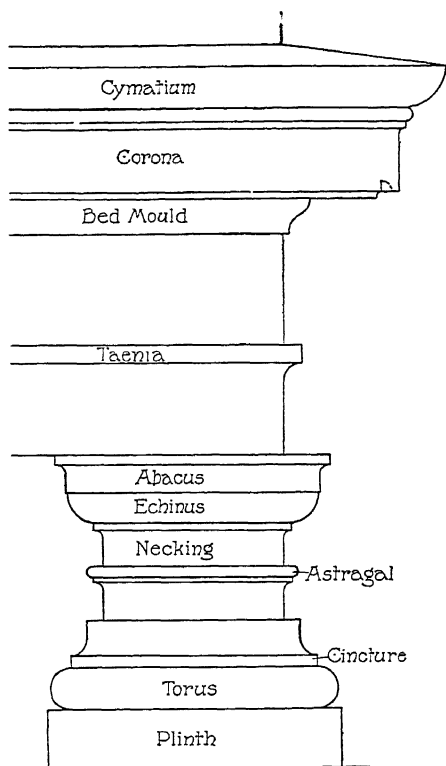 Cymatium
Corona
Bed Mould
Taenia
Abacus
Echinus
Necking
Astragal
Cincture
Torus
Plinth